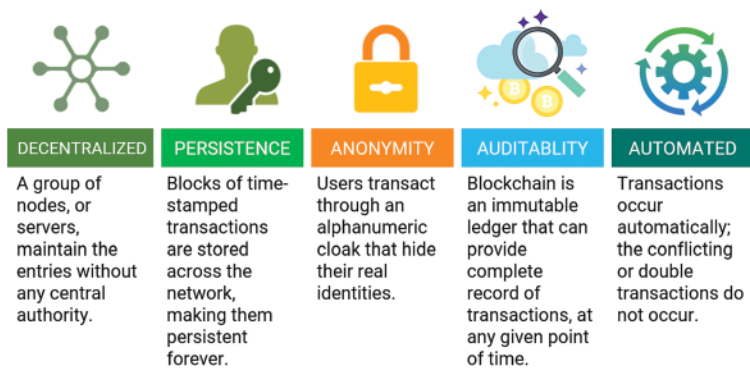 DECENTRALIZED
A group of
nodes, or
servers,
maintain the
entries without
any central
authority.
PERSISTENCE
Blocks of time-
stamped
transactions
are stored
across the
network,
making them
persistent
forever.
ANONYMITY
Users transact
through an
alphanumeric
cloak that hide
their real
identities.
AUDITABLITY
Blockchain is
an immutable
ledger that can
provide
complete
record of
transactions, at
any given point
of time.
AUTOMATED
Transactions
occur
automatically;
the conflicting
or double
transactions do
not occur.